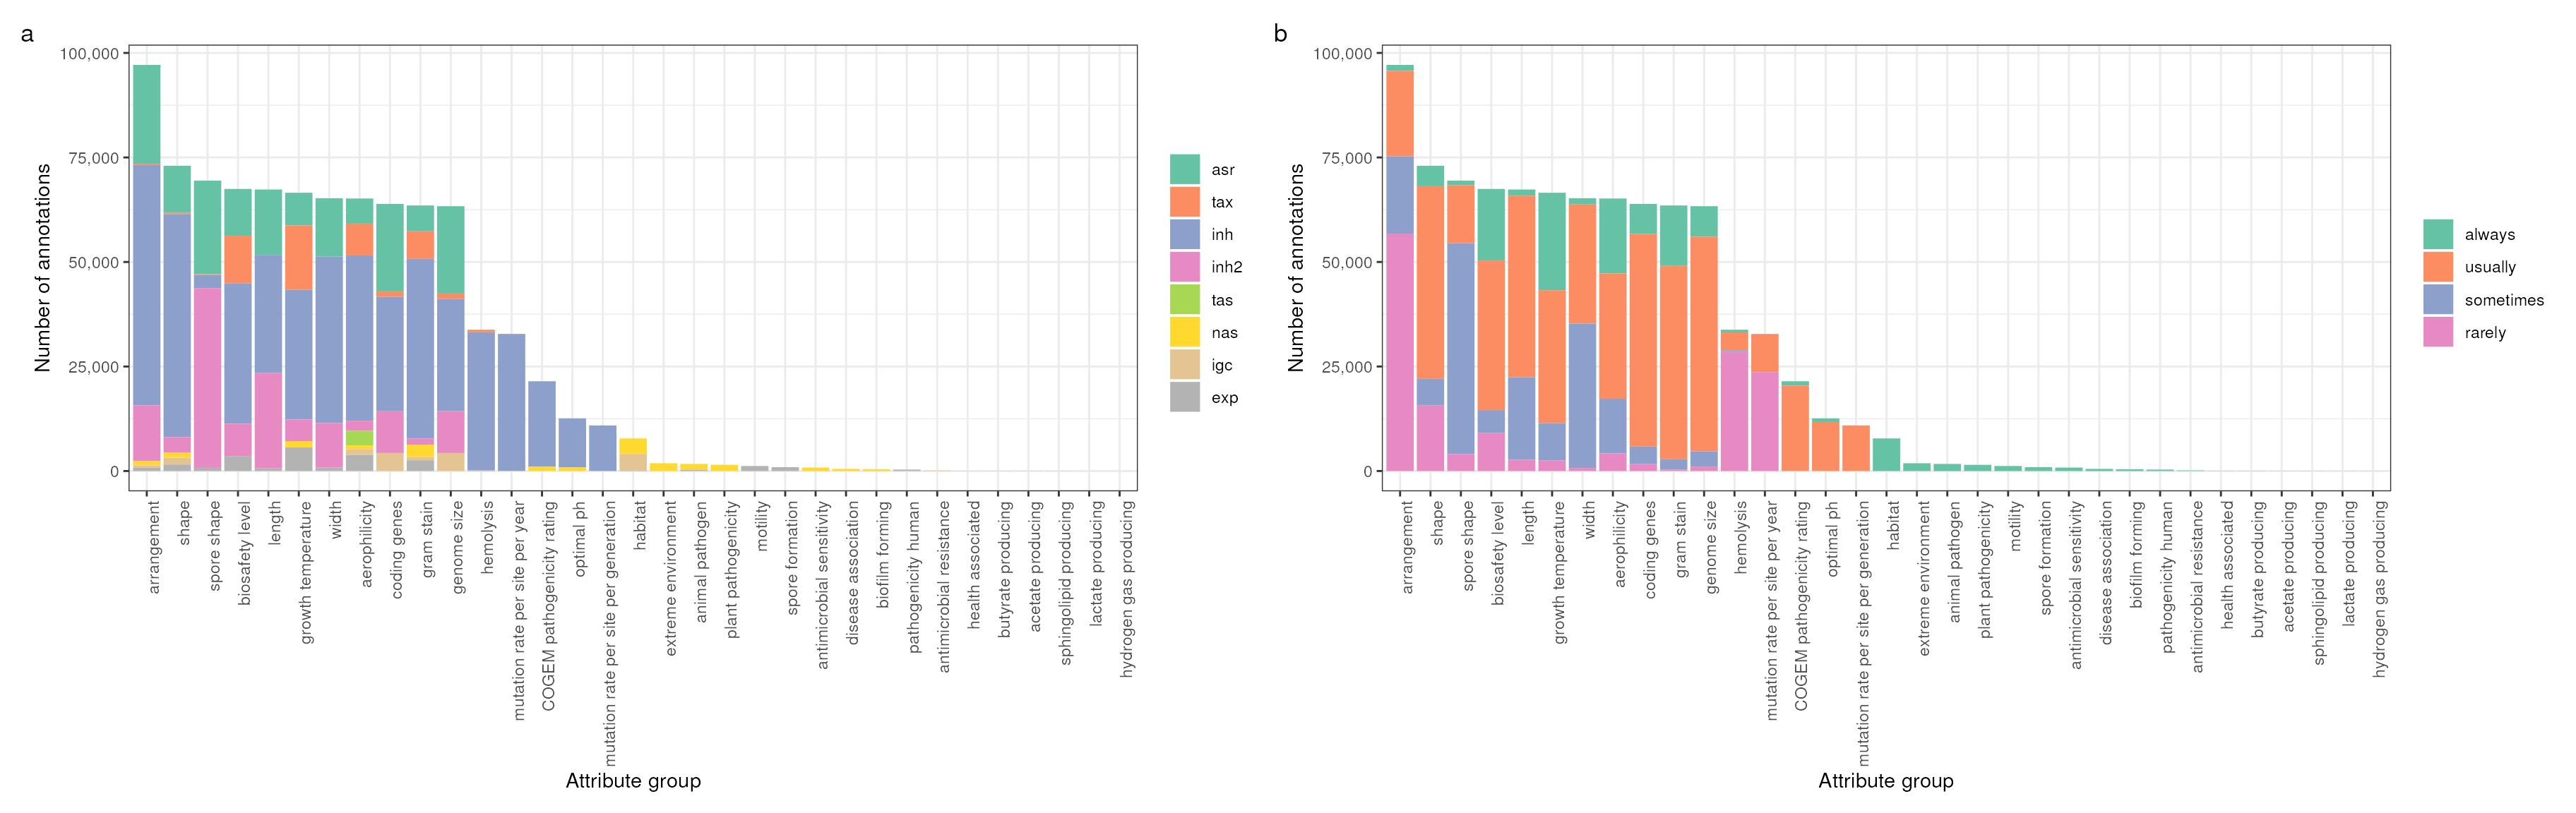 a
Number of annotations
100,000
75,000
50,000
25,000
0
arrangement
shape
spore shape
biosafety level
length
growth temperature
width
aerophilicity
coding genes
gram stain
genome size
hemolysis
mutation rate per site per year
COGEM pathogenicity rating
optimal ph
mutation rate per site per generation
habitat
extreme environment
animal pathogen
plant pathogenicity
motility
spore formation
antimicrobial sensitivity
disease association
biofilm forming
pathogenicity human
antimicrobial resistance
health associated
butyrate producing
acetate producing
sphingolipid producing
lactate producing
hydrogen gas producing
Attribute group
asr
tax
inh
inh2
tas
nas
igc
exp
b
Number of annotations
100,000
75,000
50,000
25,000
0
arrangement
shape
spore shape
biosafety level
length
growth temperature
width
aerophilicity
coding genes
gram stain
genome size
hemolysis
mutation rate per site per year
COGEM pathogenicity rating
optimal ph
mutation rate per site per generation
habitat
extreme environment
animal pathogen
plant pathogenicity
motility
spore formation
antimicrobial sensitivity
disease association
biofilm forming
pathogenicity human
antimicrobial resistance
health associated
butyrate producing
acetate producing
sphingolipid producing
lactate producing
hydrogen gas producing
Attribute group
always
usually
sometimes
rarely